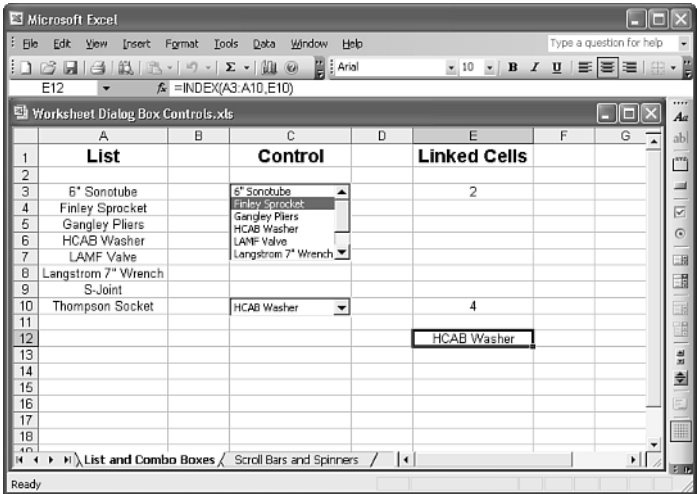 Microsoft Excel
File Edit View Insert Format Tools Data Window Help Type a question for help
Σ Arial 10 B I U
E12 fx =INDEX(A3:A10,E10)
Worksheet Dialog Box Controls.xls
A B C D E F G
1 List Control Linked Cells
2
3 6" Sonotube 6" Sonotube 2
4 Finley Sprocket Finley Sprocket
5 Gangley Pliers Gangley Pliers
6 HCAB Washer HCAB Washer
7 LAMF Valve LAMF Valve
8 Langstrom 7" Wrench Langstrom 7" Wrench
9 S-Joint
10 Thompson Socket HCAB Washer 4
11
12 HCAB Washer
13
14
15
16
17
18
19
List and Combo Boxes Scroll Bars and Spinners
Ready
Aa
ab|
xyz